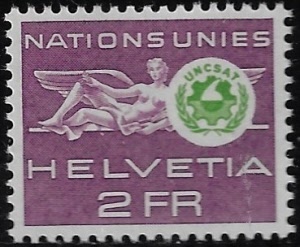 NATIONS UNIES
UNCSAT
HELVETIA
2 FR